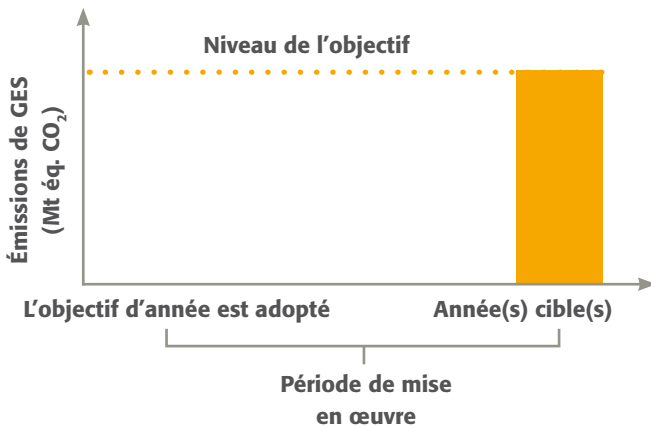 Niveau de l’objectif
Émissions de GES
(Mt éq. CO₂)
L’objectif d’année est adopté
Année(s) cible(s)
Période de mise
en œuvre